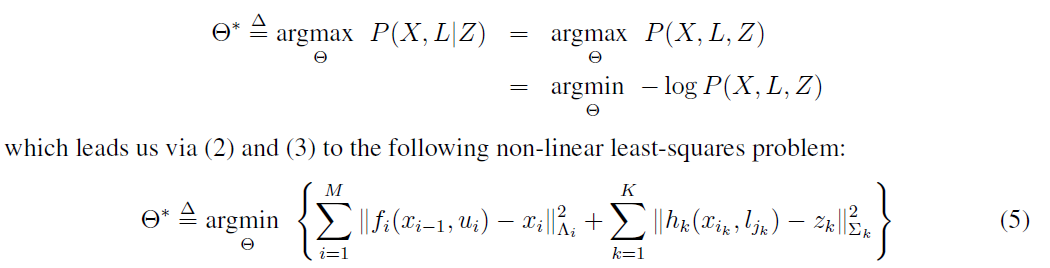 Θ* ≜ argmax_Θ P(X, L|Z) = argmax_Θ P(X, L, Z)
= argmin_Θ − log P(X, L, Z)
which leads us via (2) and (3) to the following non-linear least-squares problem:
Θ* ≜ argmin_Θ { ∑_{i=1}^{M} ‖f_i(x_{i−1}, u_i) − x_i‖²_{Λ_i} + ∑_{k=1}^{K} ‖h_k(x_{i_k}, l_{j_k}) − z_k‖²_{Σ_k} } (5)